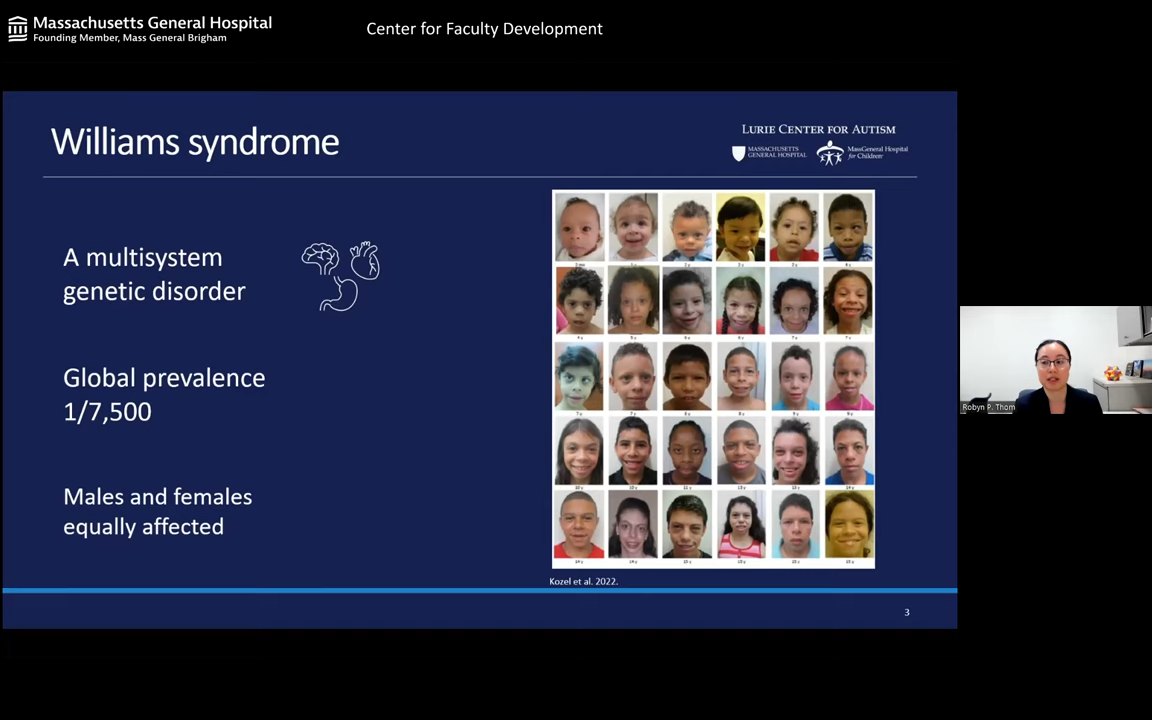 Massachusetts General Hospital
Founding Member, Mass General Brigham
Center for Faculty Development
Williams syndrome
LURIE CENTER FOR AUTISM
MASSACHUSETTS
GENERAL HOSPITAL
MassGeneral Hospital
for Children
A multisystem
genetic disorder
Global prevalence
1/7,500
Males and females
equally affected
Kozel et al. 2022.
3
Robyn P. Thom